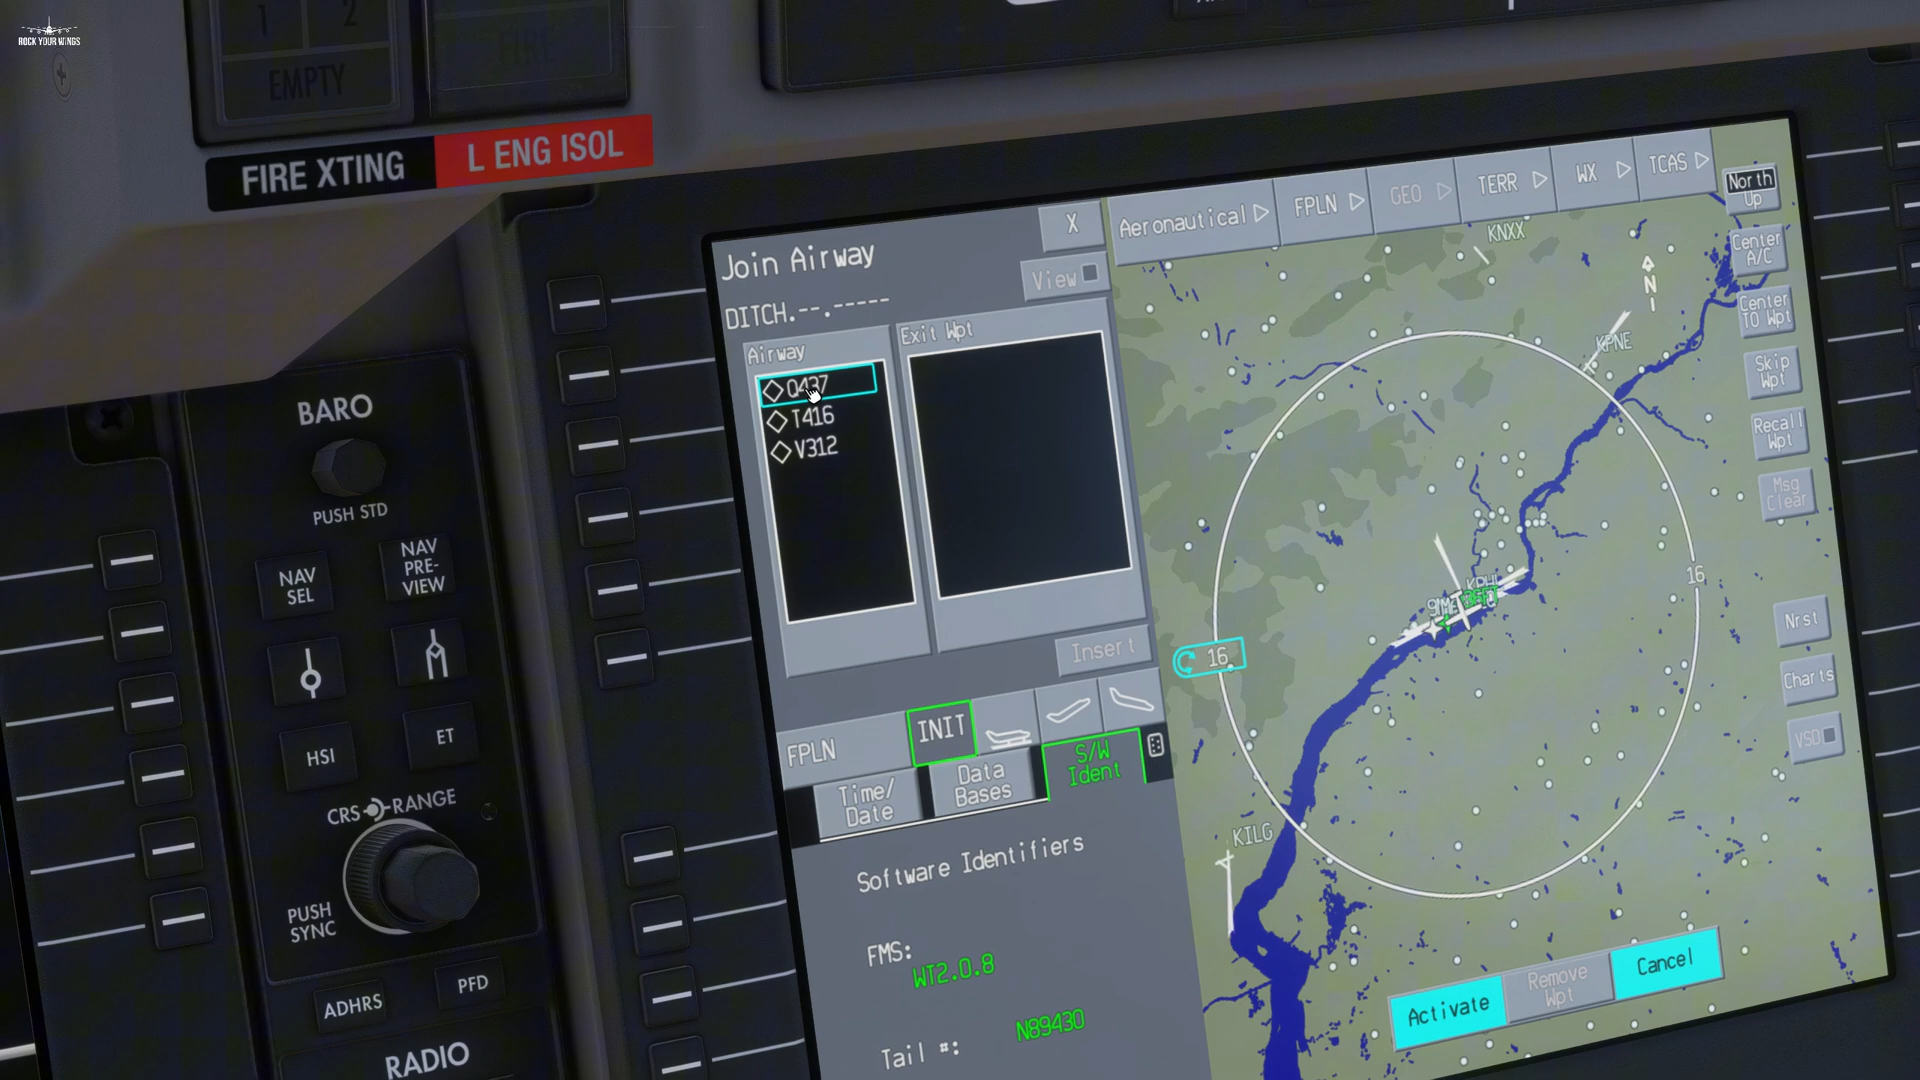 ROCK YOUR WINGS
1 2
EMPTY
FIRE
FIRE XTING
L ENG ISOL
BARO
PUSH STD
NAV
SEL
NAV
PRE-
VIEW
HSI
ET
CRS RANGE
PUSH
SYNC
ADHRS
PFD
RADIO
Join Airway
X
View
DITCH.--.-----
Airway
Exit Wpt
Q437
T416
V312
Insert
FPLN
INIT
Time/
Date
Data
Bases
S/W
Ident
Software Identifiers
FMS:
WT2.0.8
Tail #:
N89430
Aeronautical
FPLN
GEO
TERR
WX
TCAS
North
Up
Center
A/C
Center
TO Wpt
Skip
Wpt
Recall
Wpt
Msg
Clear
Nrst
Charts
VSD
KNXX
N
KPNE
KPHL
16
16
KILG
Activate
Remove
Wpt
Cancel